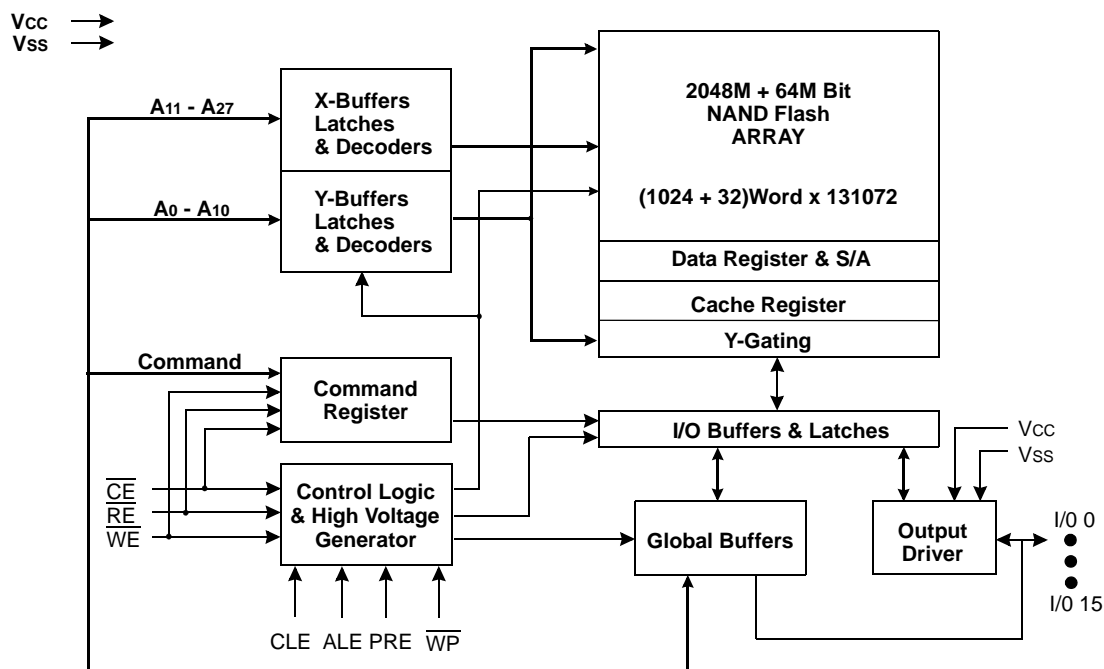 VCC
VSS
A11 - A27
X-Buffers
Latches
& Decoders
2048M + 64M Bit
NAND Flash
ARRAY
(1024 + 32)Word x 131072
A0 - A10
Y-Buffers
Latches
& Decoders
Data Register & S/A
Cache Register
Y-Gating
Command
Command
Register
I/O Buffers & Latches
VCC
VSS
CE
RE
WE
Control Logic
& High Voltage
Generator
Global Buffers
Output
Driver
I/0 0
I/0 15
CLE
ALE
PRE
WP